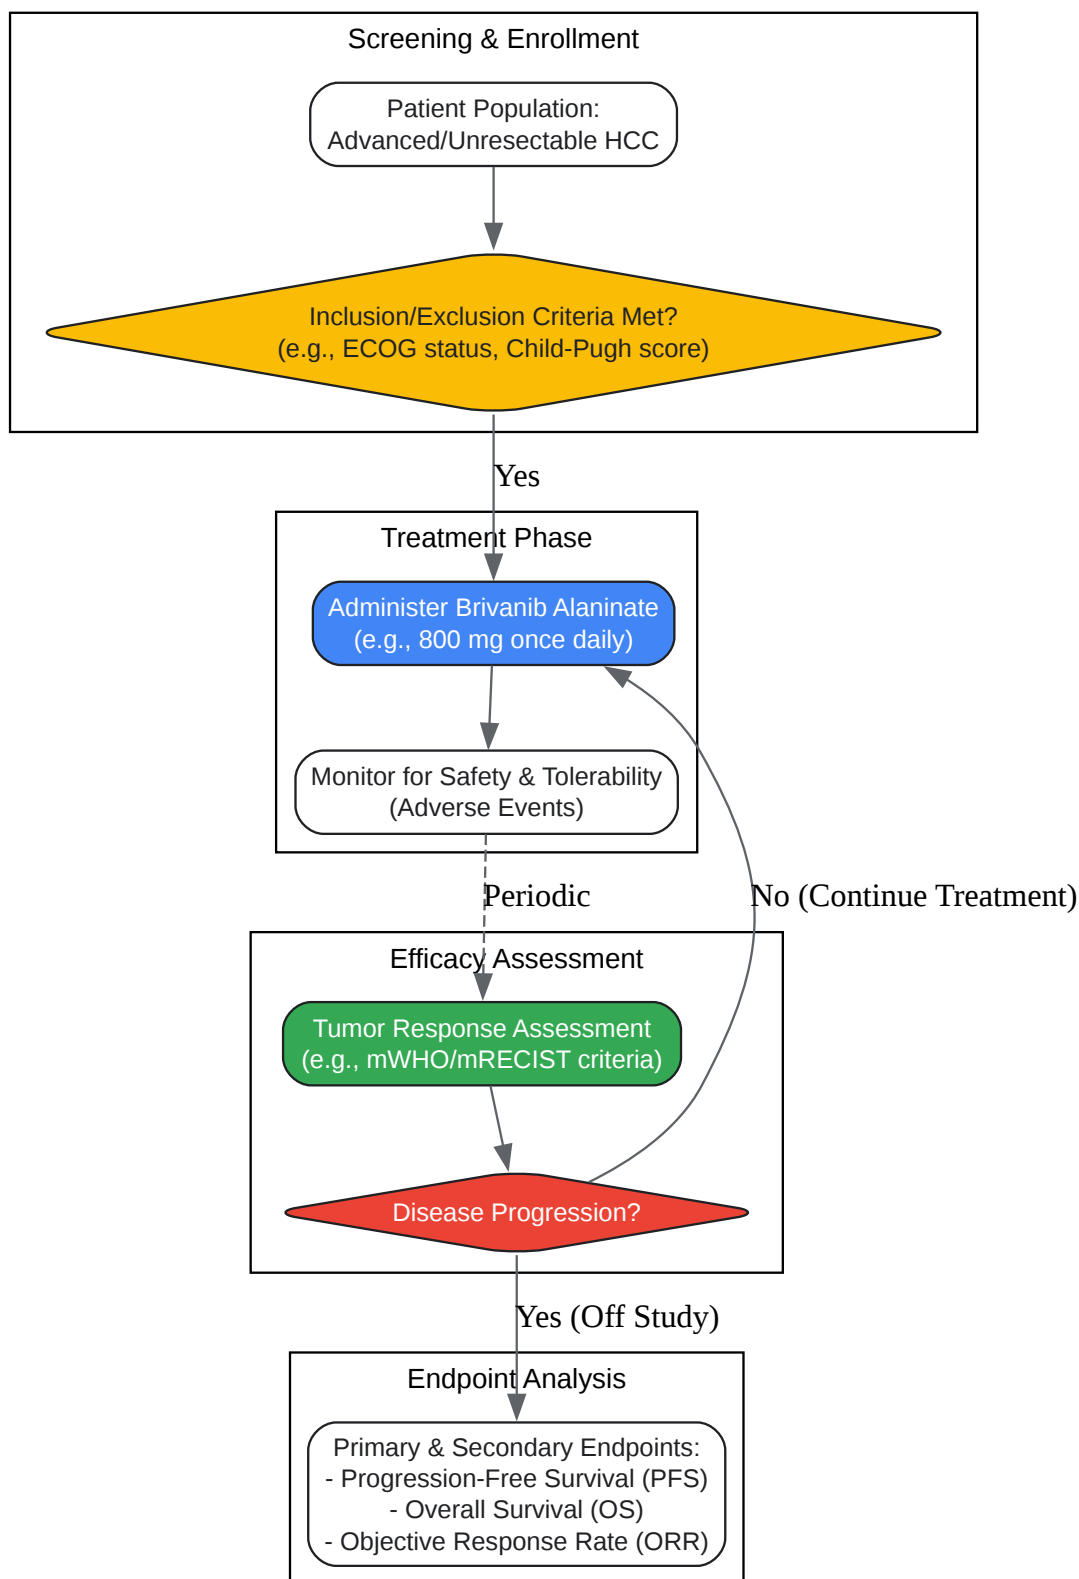 Screening & Enrollment
Patient Population:
Advanced/Unresectable HCC
Inclusion/Exclusion Criteria Met?
(e.g., ECOG status, Child-Pugh score)
Yes
Treatment Phase
Administer Brivanib Alaninate
(e.g., 800 mg once daily)
Monitor for Safety & Tolerability
(Adverse Events)
Periodic
No (Continue Treatment)
Efficacy Assessment
Tumor Response Assessment
(e.g., mWHO/mRECIST criteria)
Disease Progression?
Yes (Off Study)
Endpoint Analysis
Primary & Secondary Endpoints:
- Progression-Free Survival (PFS)
- Overall Survival (OS)
- Objective Response Rate (ORR)